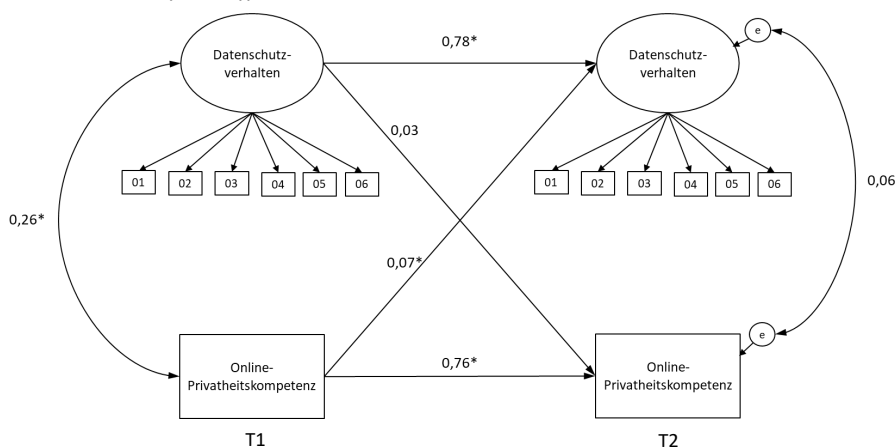 Datenschutz-
verhalten
0,78*
Datenschutz-
verhalten
e
0,03
01 02 03 04 05 06
01 02 03 04 05 06
0,06
0,26*
0,07*
e
Online-
Privatheitskompetenz
0,76*
Online-
Privatheitskompetenz
T1
T2